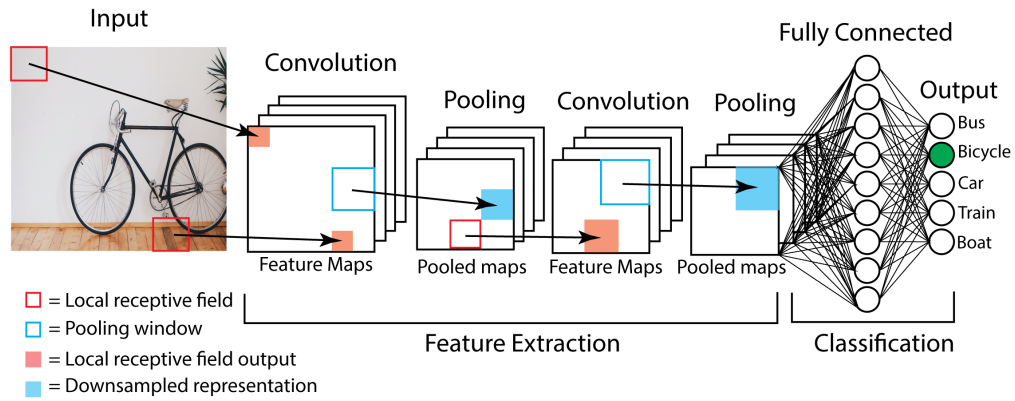 Input
Convolution
Pooling
Convolution
Pooling
Fully Connected
Output
Bus
Bicycle
Car
Train
Boat
Feature Maps
Pooled maps
Feature Maps
Pooled maps
= Local receptive field
= Pooling window
= Local receptive field output
= Downsampled representation
Feature Extraction
Classification